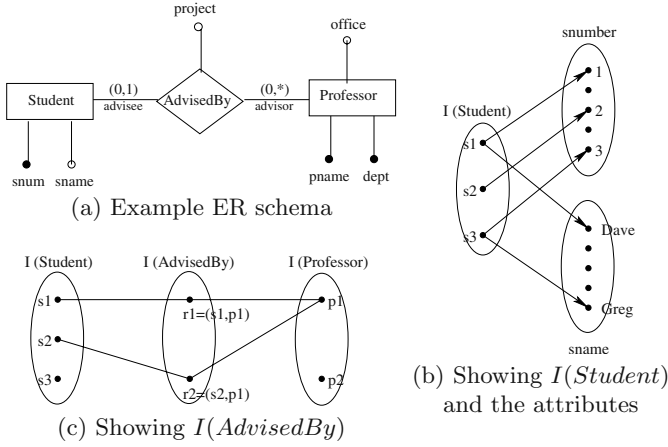 project
office
Student
(0,1)
advisee
AdvisedBy
(0,*)
advisor
Professor
snum
sname
pname
dept
(a) Example ER schema
I (Student)
I (AdvisedBy)
I (Professor)
s1
s2
s3
r1=(s1,p1)
r2=(s2,p1)
p1
p2
(c) Showing I(AdvisedBy)
snumber
I (Student)
s1
s2
s3
1
2
3
Dave
Greg
sname
(b) Showing I(Student)
and the attributes